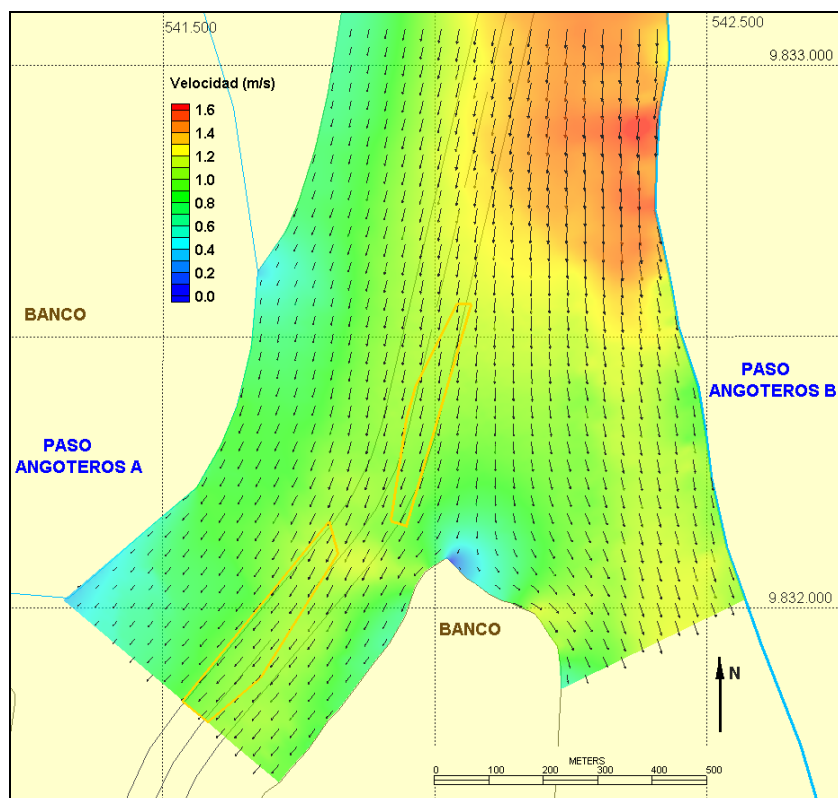 541.500
542.500
9.833.000
Velocidad (m/s)
1.6
1.4
1.2
1.0
0.8
0.6
0.4
0.2
0.0
BANCO
PASO
ANGOTEROS B
PASO
ANGOTEROS A
9.832.000
BANCO
N
METERS
0 100 200 300 400 500